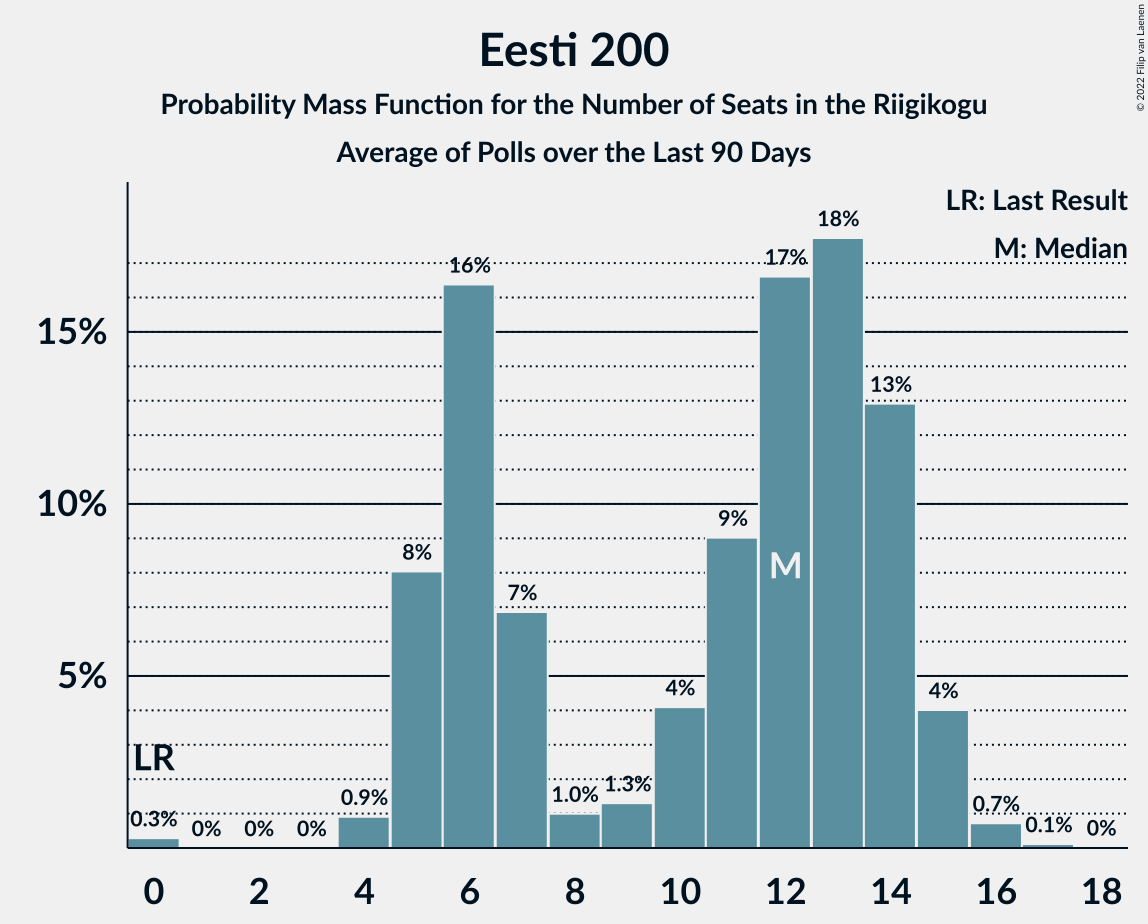 Eesti 200
Probability Mass Function for the Number of Seats in the Riigikogu
Average of Polls over the Last 90 Days
© 2022 Filip van Laenen
LR: Last Result
M: Median
15%
10%
5%
LR
M
0.3%
0%
0%
0%
0.9%
8%
16%
7%
1.0%
1.3%
4%
9%
17%
18%
13%
4%
0.7%
0.1%
0%
0 2 4 6 8 10 12 14 16 18